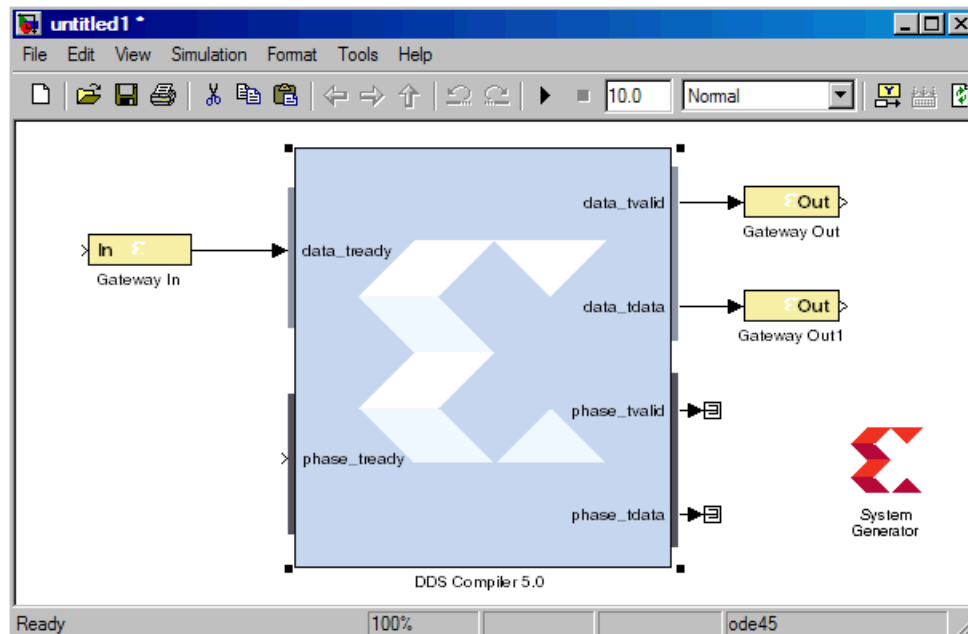 untitled1 *
File Edit View Simulation Format Tools Help
10.0 Normal
data_tvalid Out
Gateway Out
In data_tready
Gateway In
data_tdata Out
Gateway Out1
phase_tvalid
phase_tready
phase_tdata
System
Generator
DDS Compiler 5.0
Ready 100% ode45